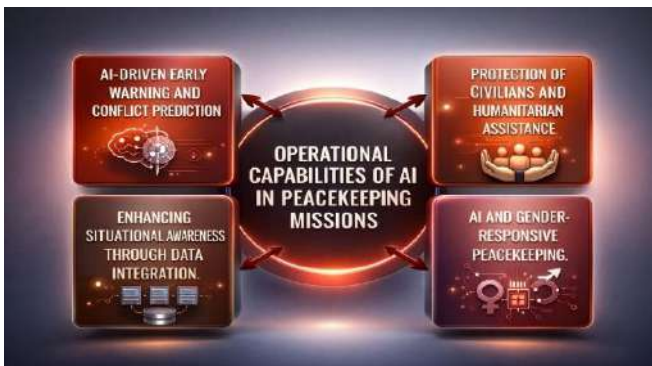 AI-DRIVEN EARLY
WARNING AND
CONFLICT PREDICTION
PROTECTION OF
CIVILIANS AND
HUMANITARIAN
ASSISTANCE
OPERATIONAL
CAPABILITIES OF AI
IN PEACEKEEPING
MISSIONS
ENHANCING
SITUATIONAL AWARENESS
THROUGH DATA
INTEGRATION.
AI AND GENDER-
RESPONSIVE
PEACEKEEPING.